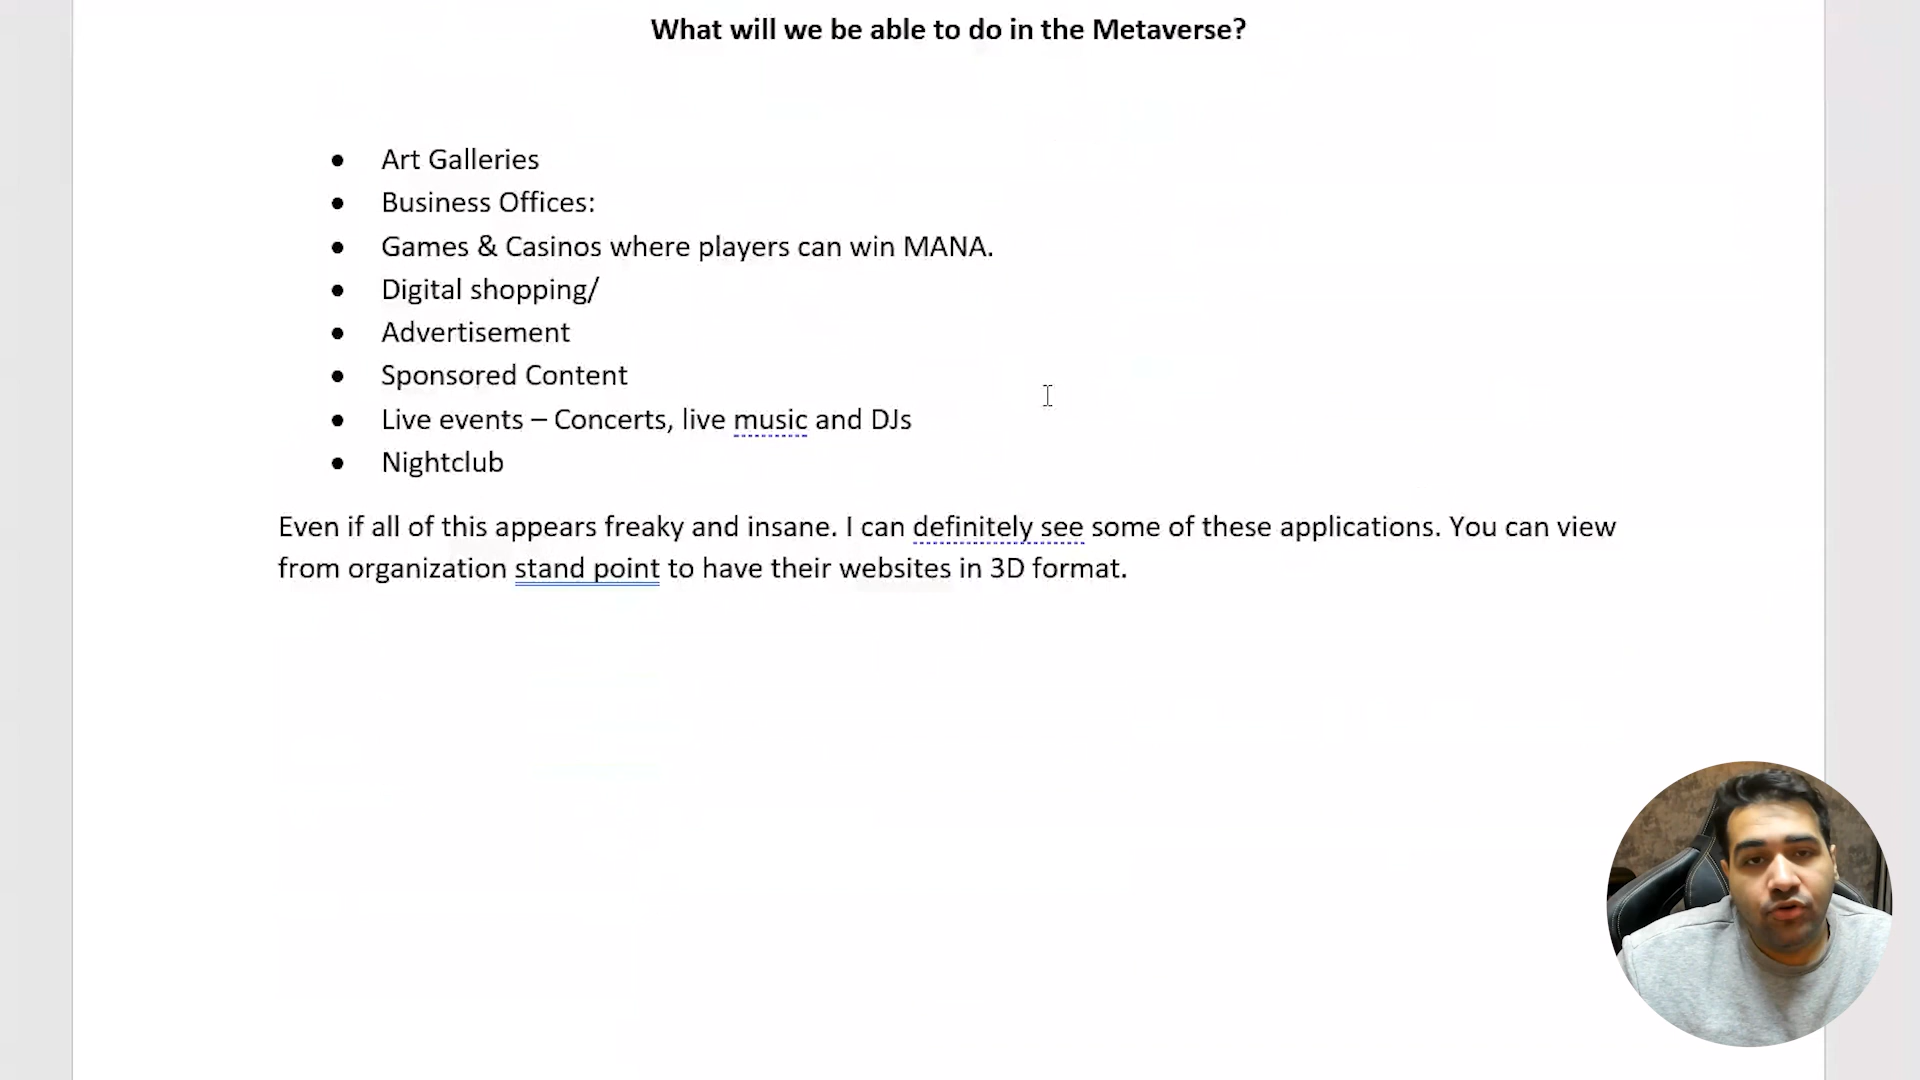 What will we be able to do in the Metaverse?
● Art Galleries
● Business Offices:
● Games & Casinos where players can win MANA.
● Digital shopping/
● Advertisement
● Sponsored Content
● Live events – Concerts, live music and DJs
● Nightclub
Even if all of this appears freaky and insane. I can definitely see some of these applications. You can view
from organization stand point to have their websites in 3D format.